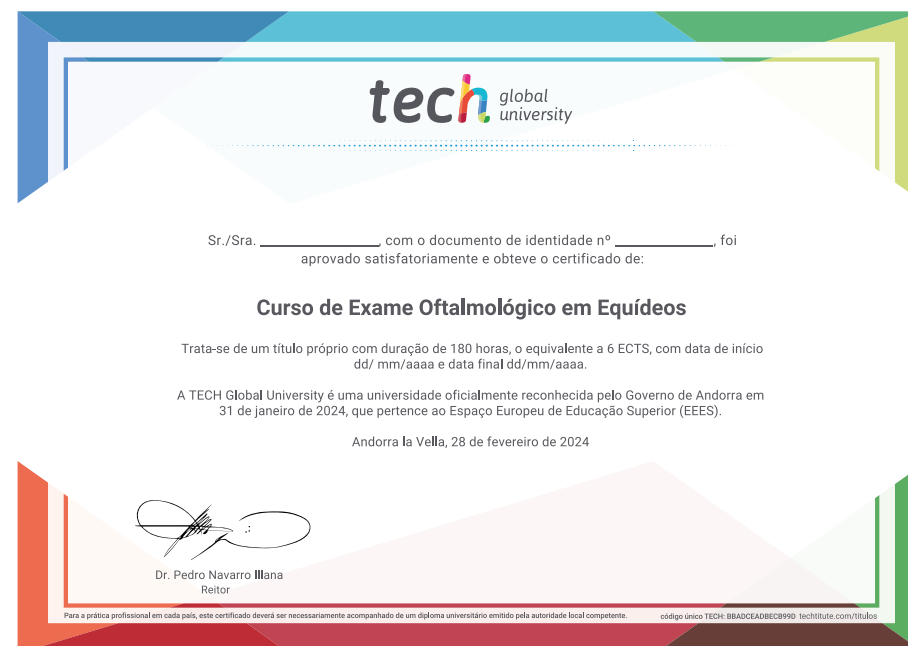 tech global university
Sr./Sra. ________________, com o documento de identidade nº ______________, foi
aprovado satisfatoriamente e obteve o certificado de:
Curso de Exame Oftalmológico em Equídeos
Trata-se de um título próprio com duração de 180 horas, o equivalente a 6 ECTS, com data de início
dd/ mm/aaaa e data final dd/mm/aaaa.
A TECH Global University é uma universidade oficialmente reconhecida pelo Governo de Andorra em
31 de janeiro de 2024, que pertence ao Espaço Europeu de Educação Superior (EEES).
Andorra la Vella, 28 de fevereiro de 2024
Dr. Pedro Navarro Illana
Reitor
Para a prática profissional em cada país, este certificado deverá ser necessariamente acompanhado de um diploma universitário emitido pela autoridade local competente.
código único TECH: BBADCEADBECB99D techtitute.com/titulos